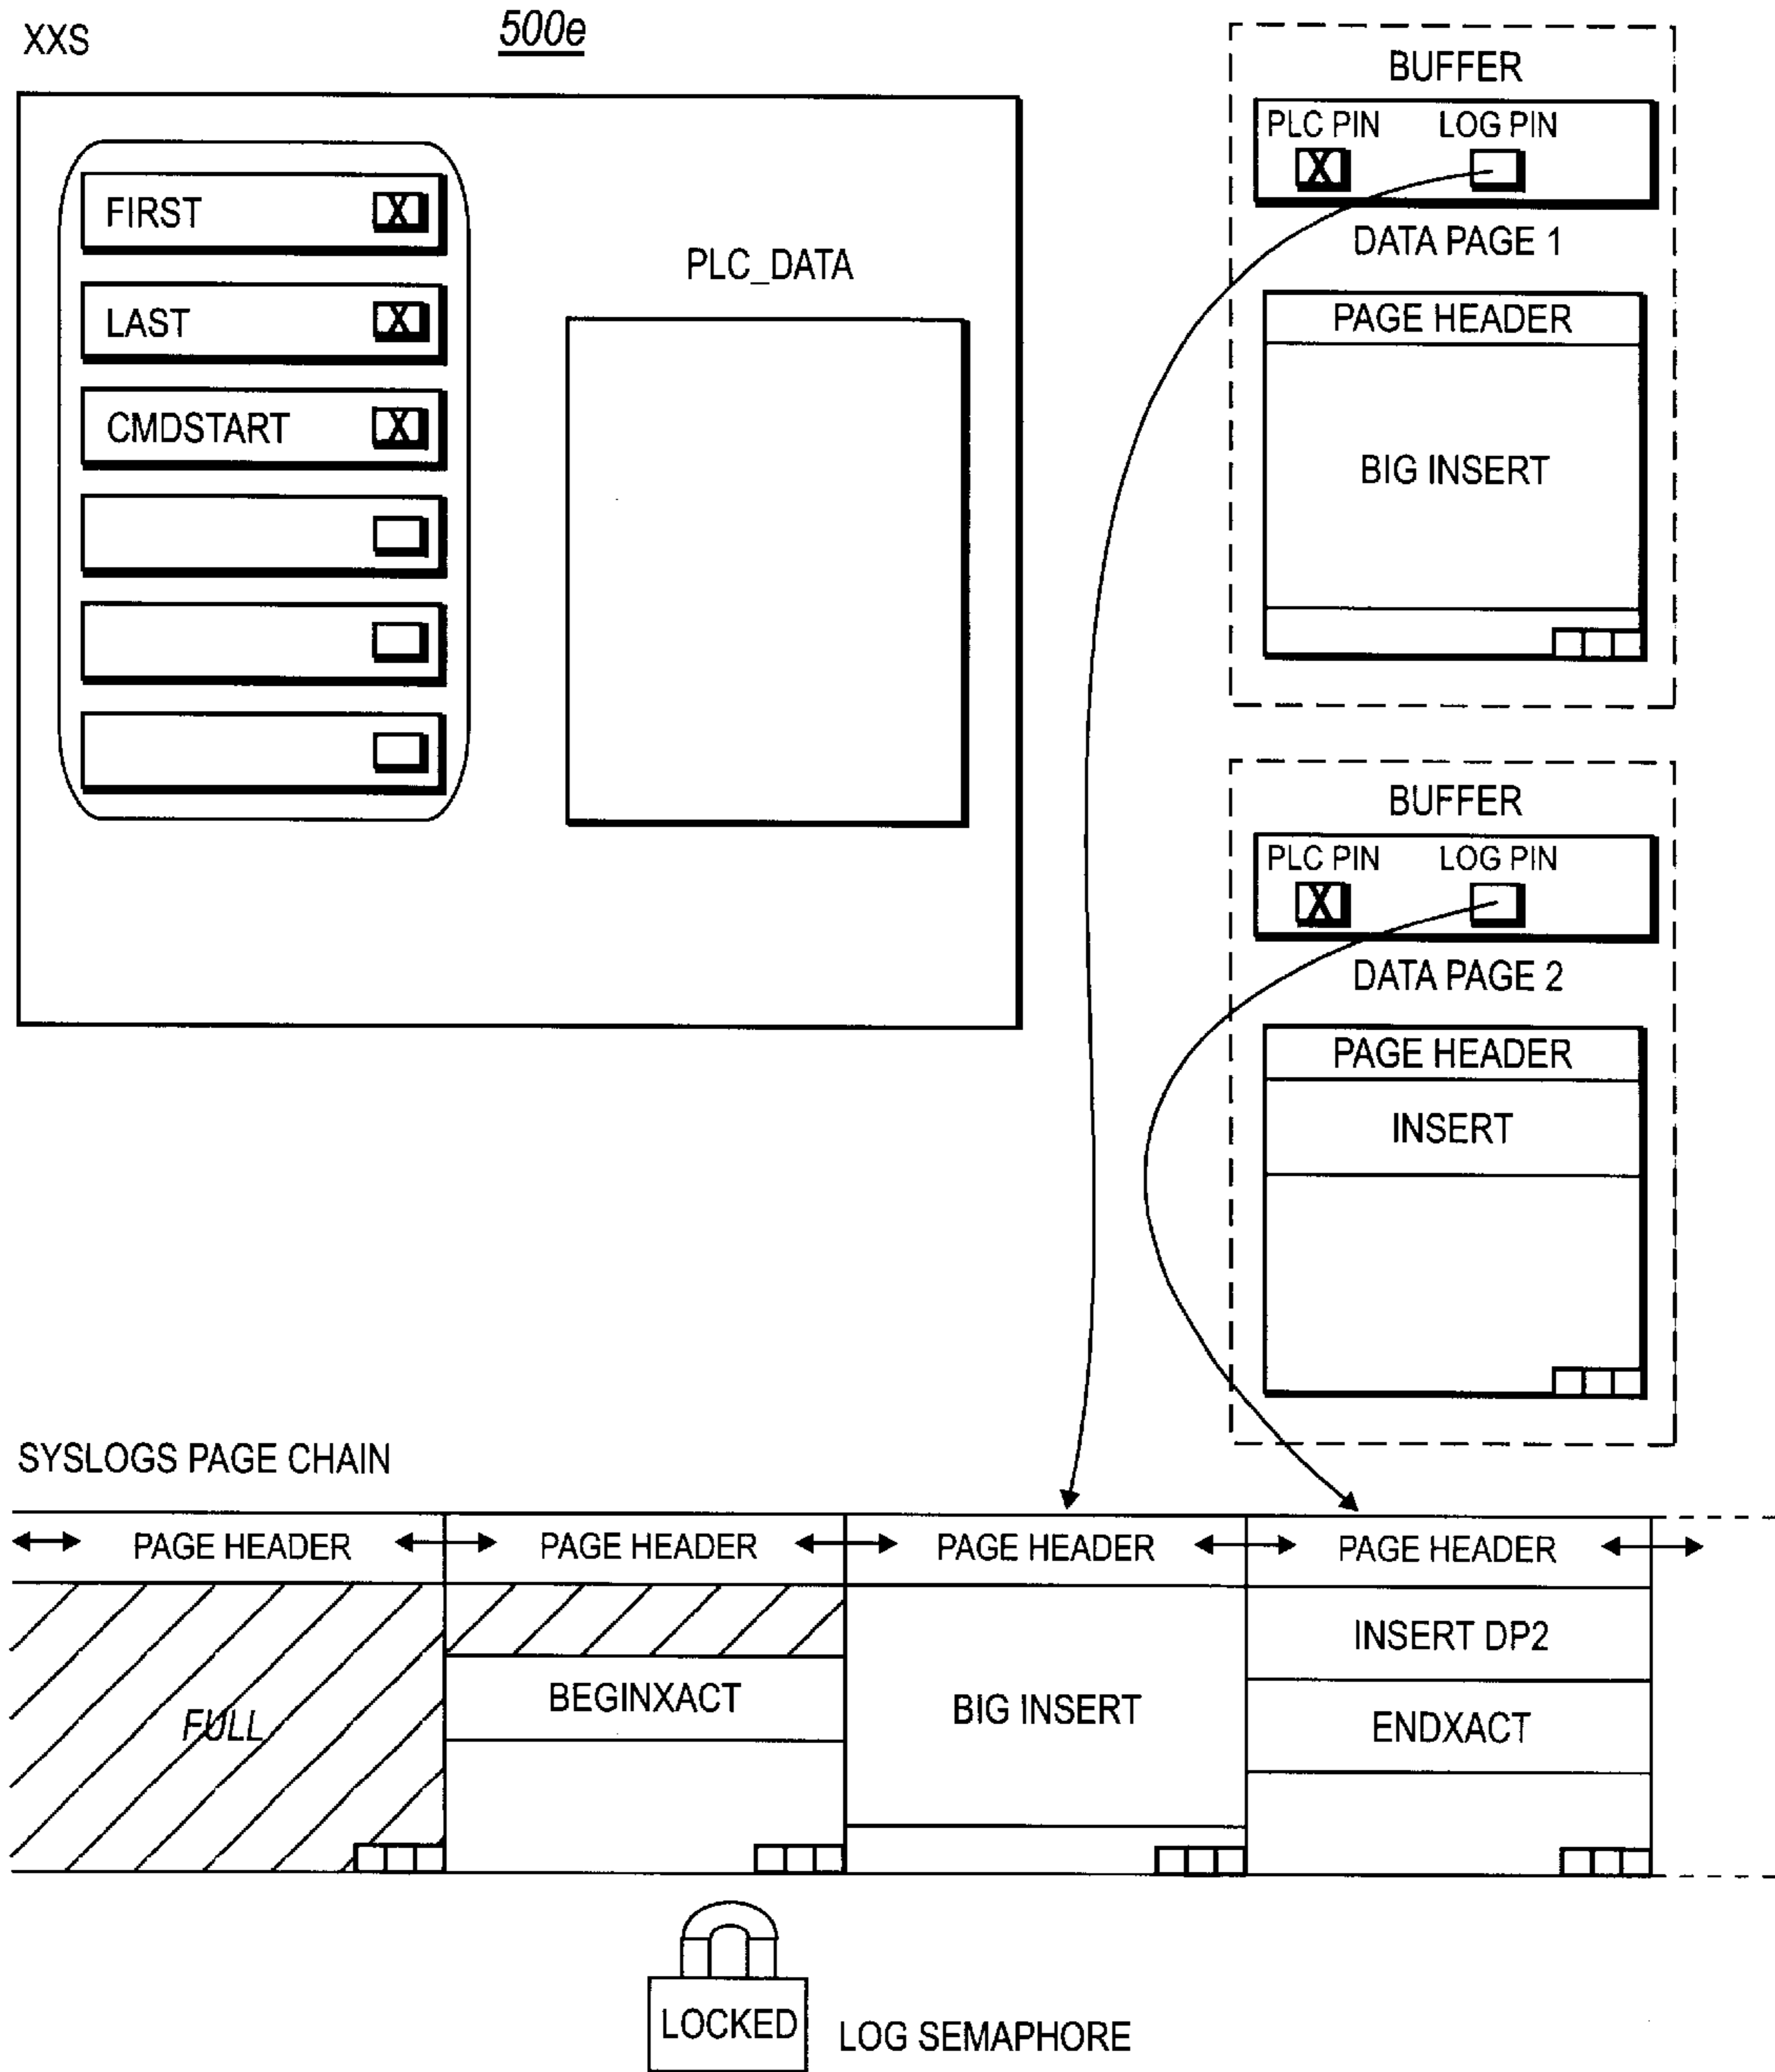 XXS
500e
FIRST X
LAST X
CMDSTART X
PLC_DATA
BUFFER
PLC PIN LOG PIN
X
DATA PAGE 1
PAGE HEADER
BIG INSERT
BUFFER
PLC PIN LOG PIN
X
DATA PAGE 2
PAGE HEADER
INSERT
SYSLOGS PAGE CHAIN
PAGE HEADER PAGE HEADER PAGE HEADER PAGE HEADER
FULL
BEGINXACT
BIG INSERT
INSERT DP2
ENDXACT
LOCKED
LOG SEMAPHORE